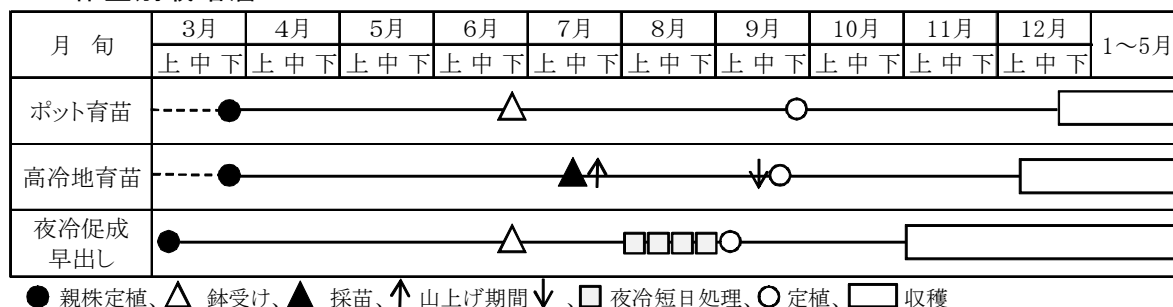 月 旬 3月 4月 5月 6月 7月 8月 9月 10月 11月 12月 1～5月
上 中 下 上 中 下 上 中 下 上 中 下 上 中 下 上 中 下 上 中 下 上 中 下 上 中 下 上 中 下
ポット育苗
高冷地育苗
夜冷促成
早出し
● 親株定植、△ 鉢受け、▲ 採苗、↑ 山上げ期間 ↓ 、□ 夜冷短日処理、○ 定植、□ 収穫